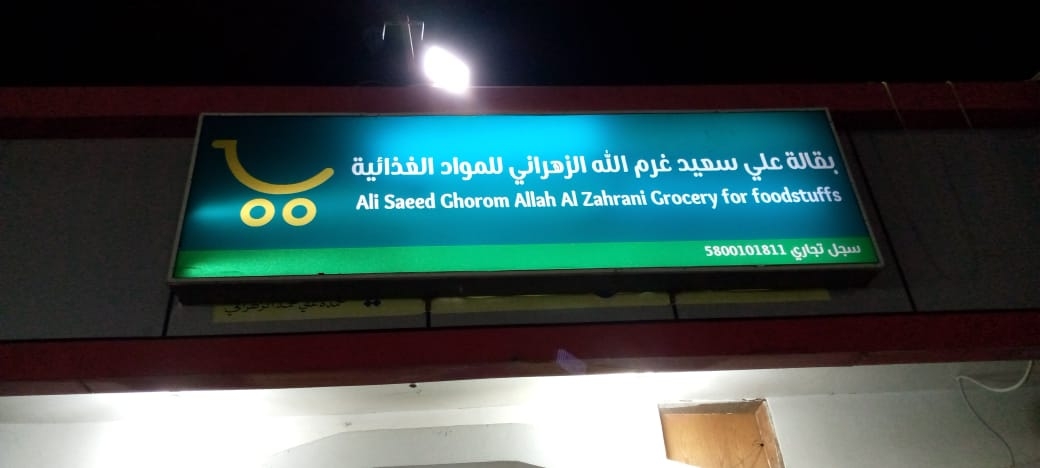 بقالة علي سعيد غرم الله الزهراني للمواد الغذائية
Ali Saeed Ghorom Allah Al Zahrani Grocery for foodstuffs
سجل تجاري 5800101811